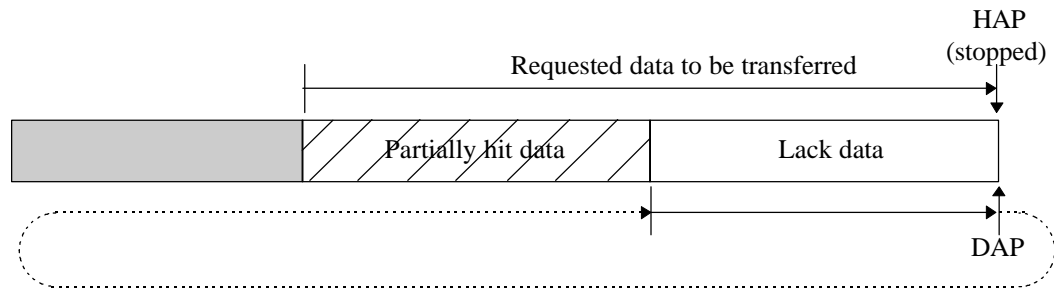 HAP
(stopped)
Requested data to be transferred
Partially hit data
Lack data
DAP